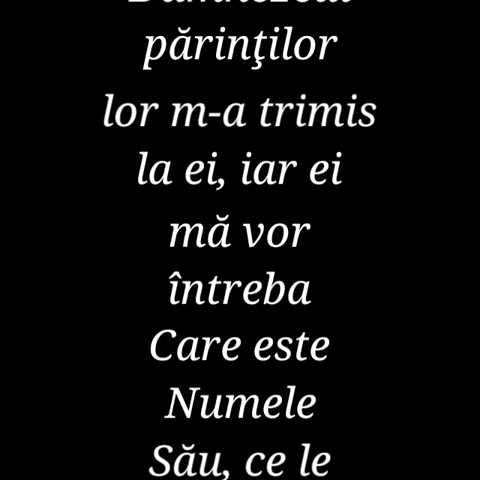 părinţilor
lor m-a trimis
la ei, iar ei
mă vor
întreba
Care este
Numele
Său, ce le